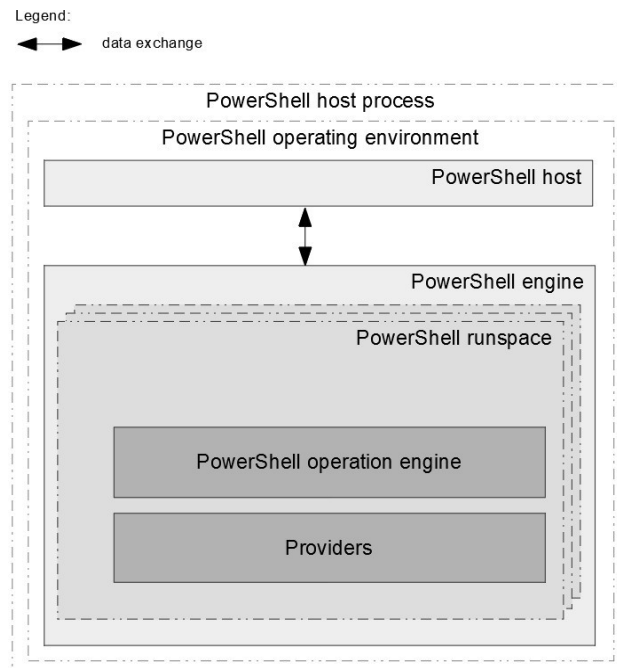 Legend:
data exchange
PowerShell host process
PowerShell operating environment
PowerShell host
PowerShell engine
PowerShell runspace
PowerShell operation engine
Providers